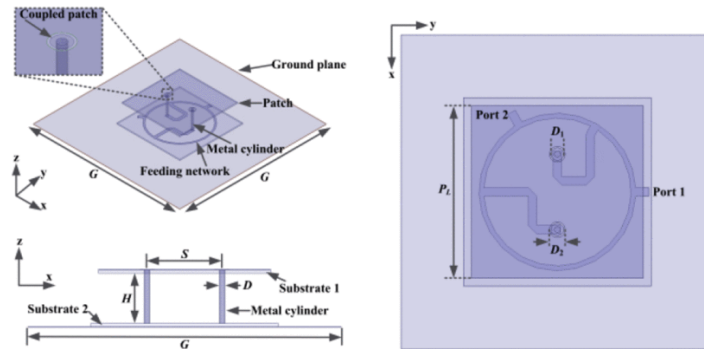 Coupled patch
Ground plane
Patch
Metal cylinder
Feeding network
G
G
z
y
x
z
x
S
H
D
Substrate 1
Substrate 2
Metal cylinder
G
y
x
Port 2
D1
PL
Port 1
D2